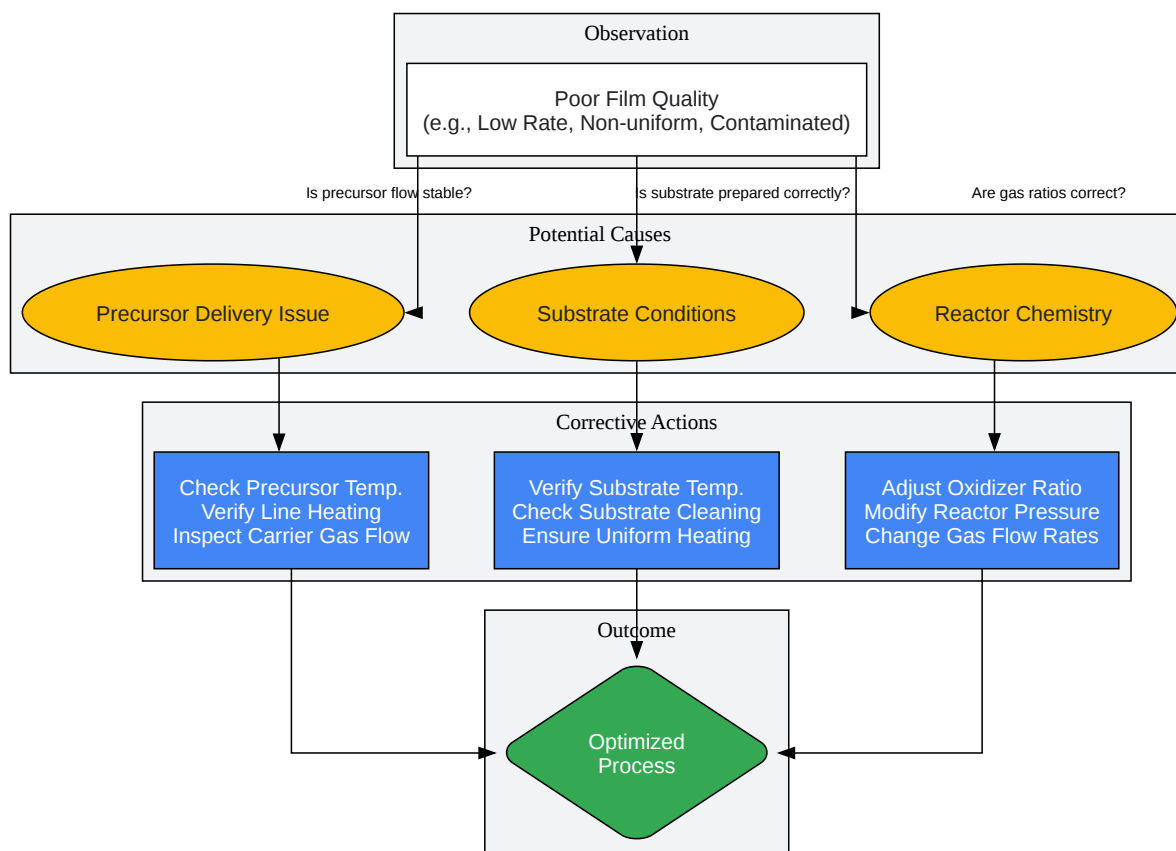 Observation
Poor Film Quality
(e.g., Low Rate, Non-uniform, Contaminated)
Is precursor flow stable?
Is substrate prepared correctly?
Are gas ratios correct?
Potential Causes
Precursor Delivery Issue
Substrate Conditions
Reactor Chemistry
Corrective Actions
Check Precursor Temp.
Verify Line Heating
Inspect Carrier Gas Flow
Verify Substrate Temp.
Check Substrate Cleaning
Ensure Uniform Heating
Adjust Oxidizer Ratio
Modify Reactor Pressure
Change Gas Flow Rates
Outcome
Optimized
Process